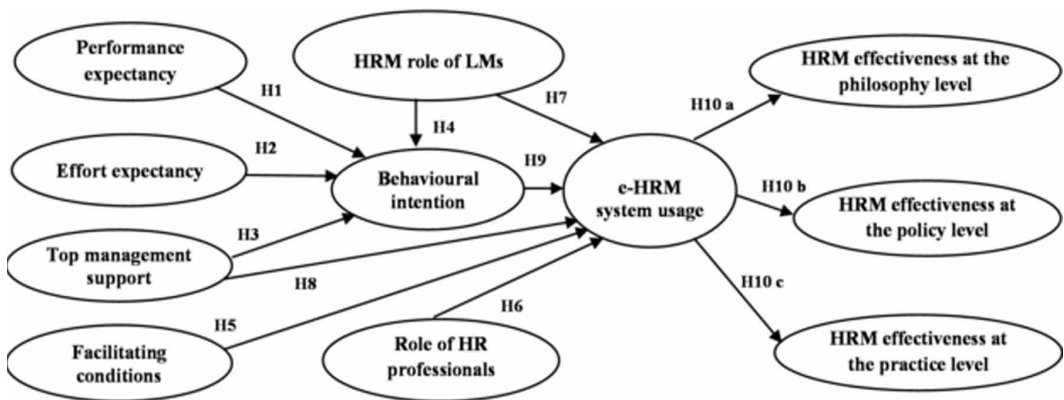 Performance
expectancy
HRM role of LMs
HRM effectiveness at the
philosophy level
H1
H7
H10 a
H4
Effort expectancy
H2
Behavioural
intention
H9
e-HRM
system usage
H10 b
HRM effectiveness at
the policy level
Top management
support
H3
H8
H10 c
Facilitating
conditions
H5
H6
Role of HR
professionals
HRM effectiveness at
the practice level